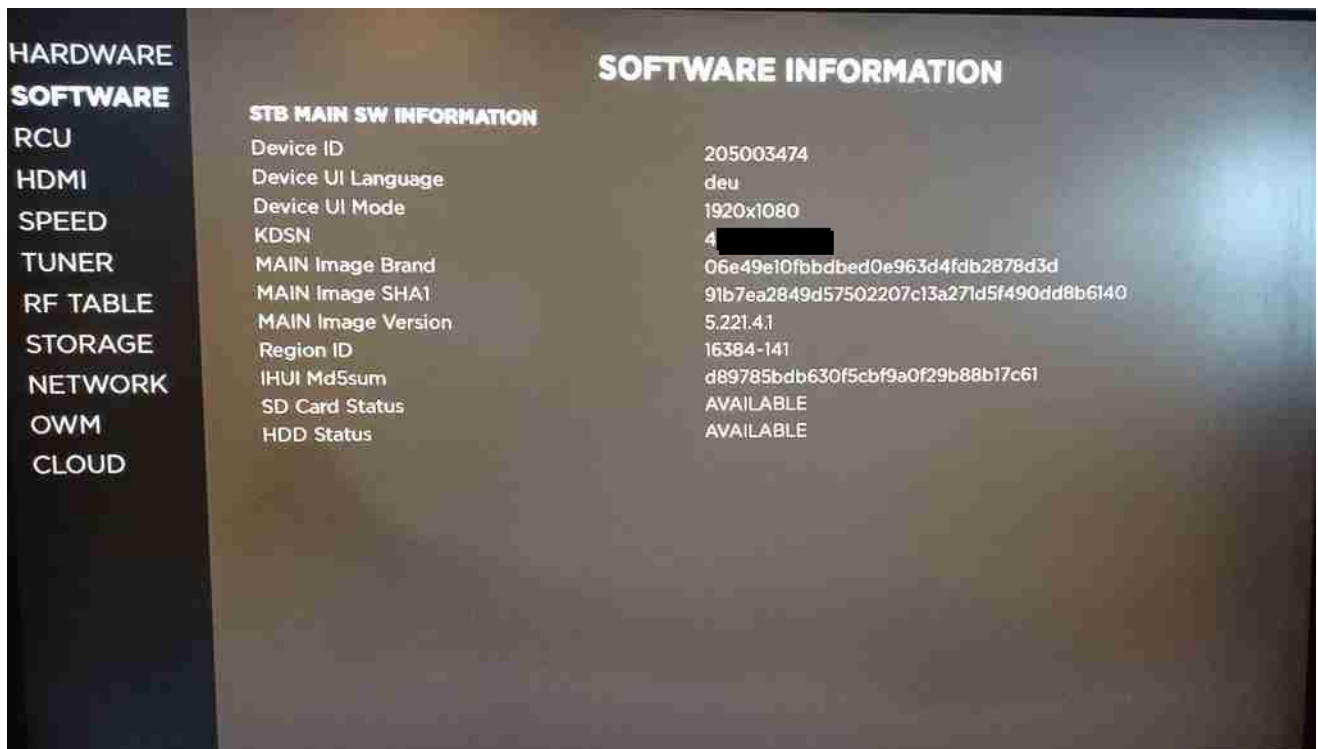 HARDWARE
SOFTWARE
RCU
HDMI
SPEED
TUNER
RF TABLE
STORAGE
NETWORK
OWM
CLOUD
SOFTWARE INFORMATION
STB MAIN SW INFORMATION
Device ID 205003474
Device UI Language deu
Device UI Mode 1920x1080
KDSN 4
MAIN Image Brand 06e49e10fbbdbed0e963d4fdb2878d3d
MAIN Image SHA1 91b7ea2849d57502207c13a271d5f490dd8b6140
MAIN Image Version 5.221.4.1
Region ID 16384-141
IHUI Md5sum d89785bdb630f5cbf9a0f29b88b17c61
SD Card Status AVAILABLE
HDD Status AVAILABLE